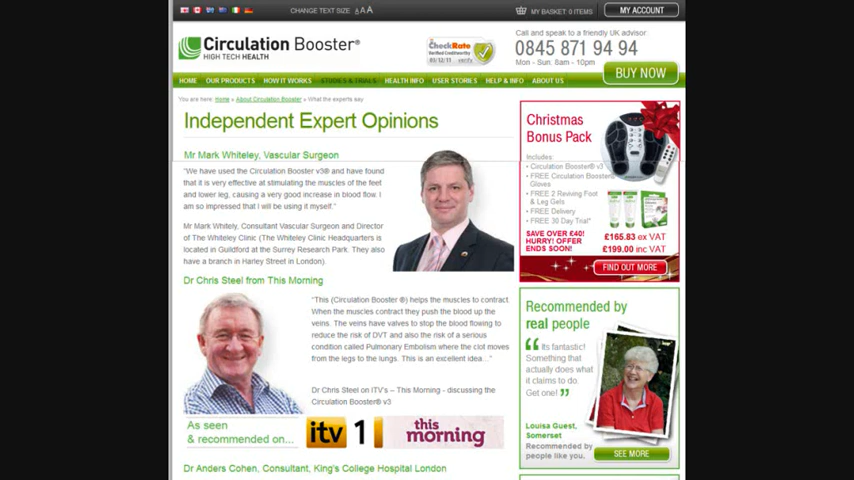 CHANGE TEXT SIZE A A A
MY BASKET: 0 ITEMS
MY ACCOUNT
Circulation Booster®
HIGH TECH HEALTH
CheckRate
Verified Creditworthy
03/12/11 verify
Call and speak to a friendly UK advisor:
0845 871 94 94
Mon - Sun: 8am - 10pm
BUY NOW
HOME OUR PRODUCTS HOW IT WORKS STUDIES & TRIALS HEALTH INFO USER STORIES HELP & INFO ABOUT US
You are here: Home » About Circulation Booster » What the experts say
Independent Expert Opinions
Mr Mark Whiteley, Vascular Surgeon
"We have used the Circulation Booster v3® and have found
that it is very effective at stimulating the muscles of the feet
and lower leg, causing a very good increase in blood flow. I
am so impressed that I will be using it myself."
Mr Mark Whitely, Consultant Vascular Surgeon and Director
of The Whiteley Clinic (The Whiteley Clinic Headquarters is
located in Guildford at the Surrey Research Park. They also
have a branch in Harley Street in London).
Dr Chris Steel from This Morning
"This (Circulation Booster ®) helps the muscles to contract.
When the muscles contract they push the blood up the
veins. The veins have valves to stop the blood flowing to
reduce the risk of DVT and also the risk of a serious
condition called Pulmonary Embolism where the clot moves
from the legs to the lungs. This is an excellent idea…"
Dr Chris Steel on ITV's – This Morning - discussing the
Circulation Booster® v3
As seen
& recommended on...
itv 1
this
morning
Dr Anders Cohen, Consultant, King's College Hospital London
Christmas
Bonus Pack
Includes:
• Circulation Booster® v3
• FREE Circulation Booster®
Gloves
• FREE 2 Reviving Foot
& Leg Gels
• FREE Delivery
• FREE 30 Day Trial*
SAVE OVER £40!
HURRY! OFFER
ENDS SOON!
£165.83 ex VAT
£199.00 inc VAT
FIND OUT MORE
Recommended by
real people
"Its fantastic!
Something that
actually does what
it claims to do.
Get one! "
Louisa Guest,
Somerset
Recommended by
people like you.
SEE MORE